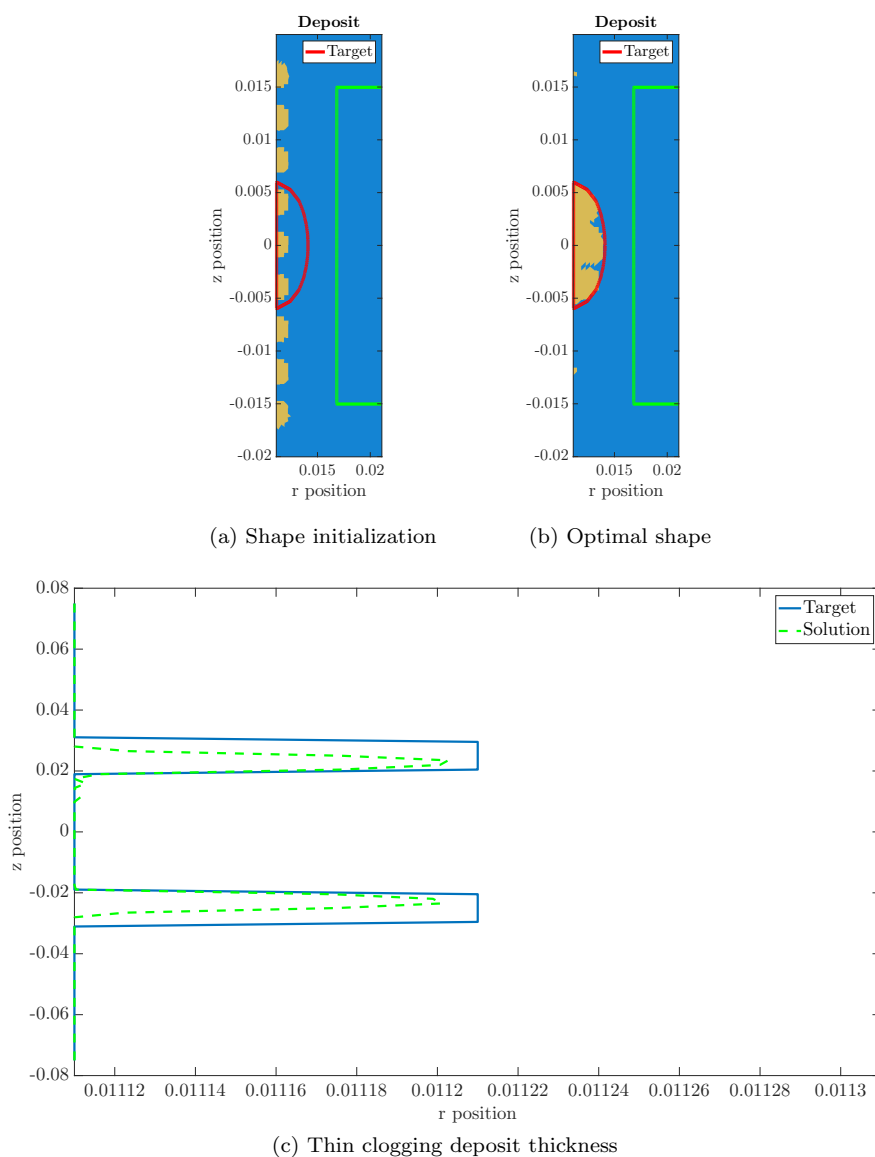 Deposit
Target
0.015
0.01
0.005
0
-0.005
-0.01
-0.015
-0.02
z position
0.015 0.02
r position
(a) Shape initialization
Deposit
Target
0.015
0.01
0.005
0
-0.005
-0.01
-0.015
-0.02
z position
0.015 0.02
r position
(b) Optimal shape
Target
Solution
0.08
0.06
0.04
0.02
0
-0.02
-0.04
-0.06
-0.08
z position
0.01112 0.01114 0.01116 0.01118 0.0112 0.01122 0.01124 0.01126 0.01128 0.0113
r position
(c) Thin clogging deposit thickness